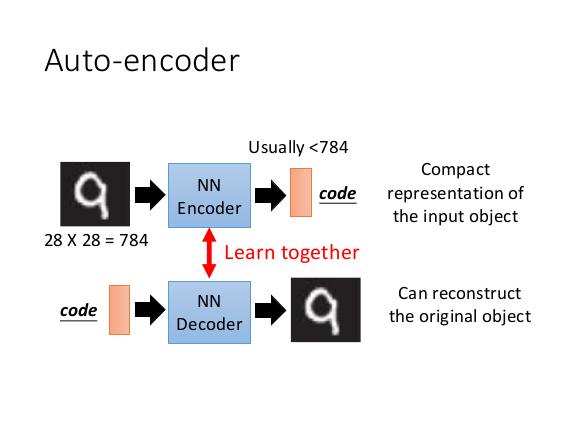 Auto-encoder
Usually <784
NN
Encoder
code
Compact
representation of
the input object
28 X 28 = 784
Learn together
code
NN
Decoder
Can reconstruct
the original object